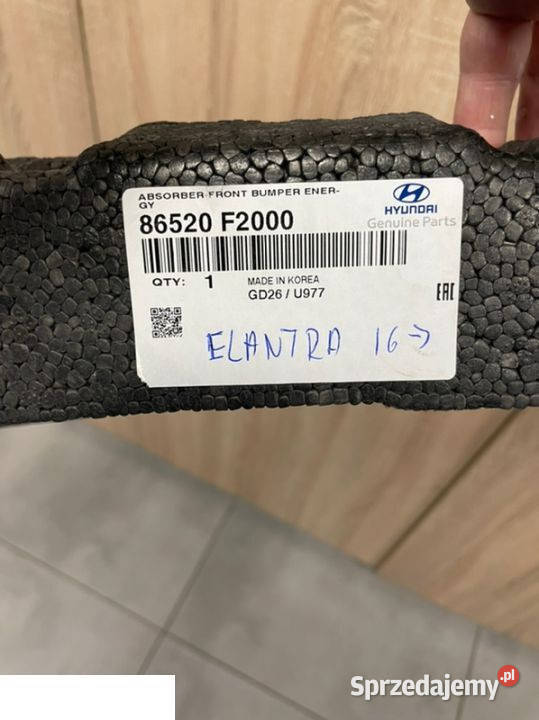 ABSORBER-FRONT BUMPER ENER-
GY
HYUNDAI
Genuine Parts
86520 F2000
QTY: 1
MADE IN KOREA
GD26 / U977
EAC
ELANTRA 16->
Sprzedajemy.pl